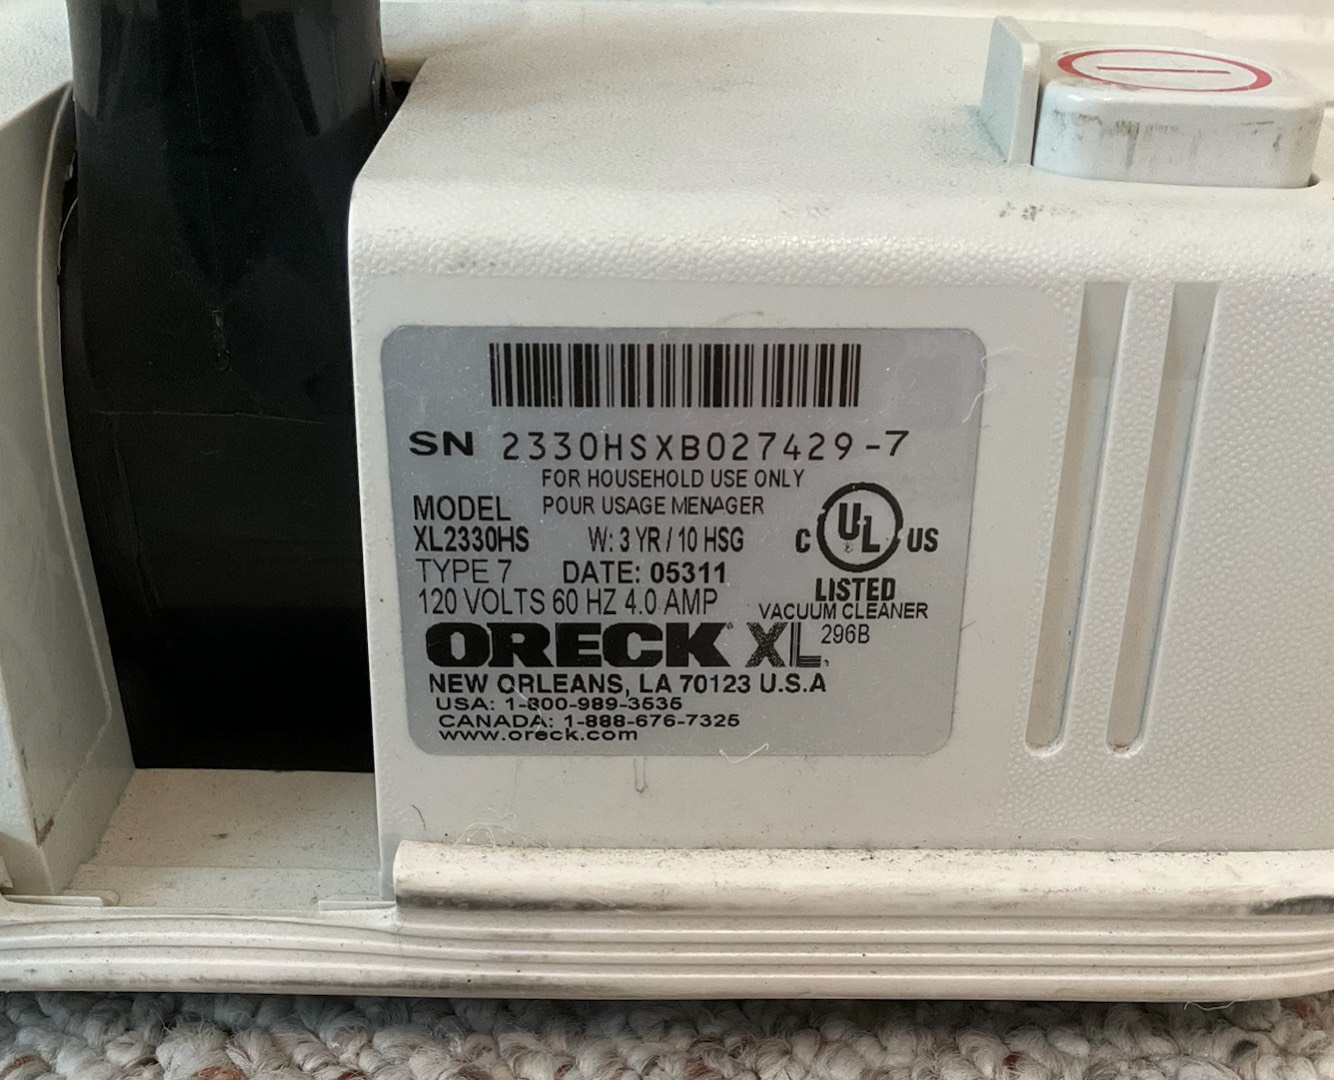 SN 2330HSXB027429-7
FOR HOUSEHOLD USE ONLY
MODEL POUR USAGE MENAGER
XL2330HS W: 3 YR / 10 HSG
C UL US
TYPE 7 DATE: 05311
LISTED
120 VOLTS 60 HZ 4.0 AMP
VACUUM CLEANER
296B
ORECK XL
NEW ORLEANS, LA 70123 U.S.A
USA: 1-800-989-3535
CANADA: 1-888-676-7325
www.oreck.com